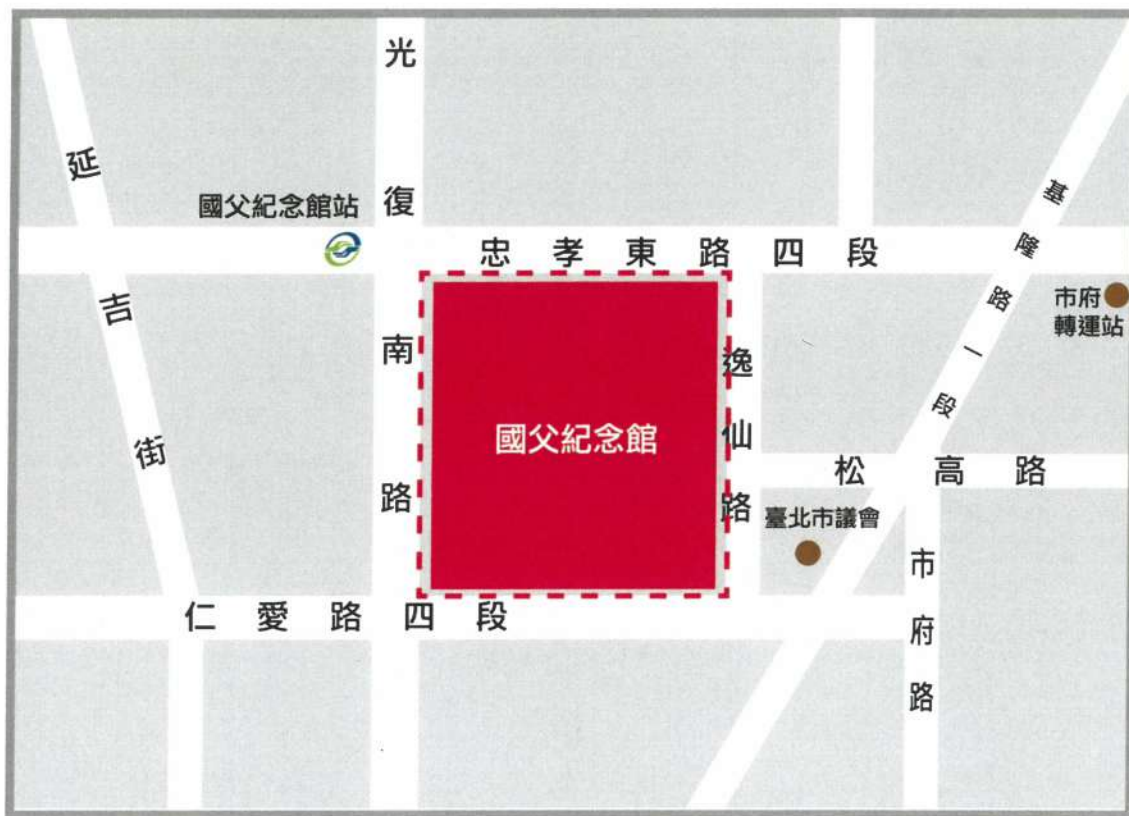 光復南路
延吉街
國父紀念館站
忠孝東路四段
基隆路一段
市府
轉運站
逸仙路
國父紀念館
松高路
臺北市議會
市府路
仁愛路四段